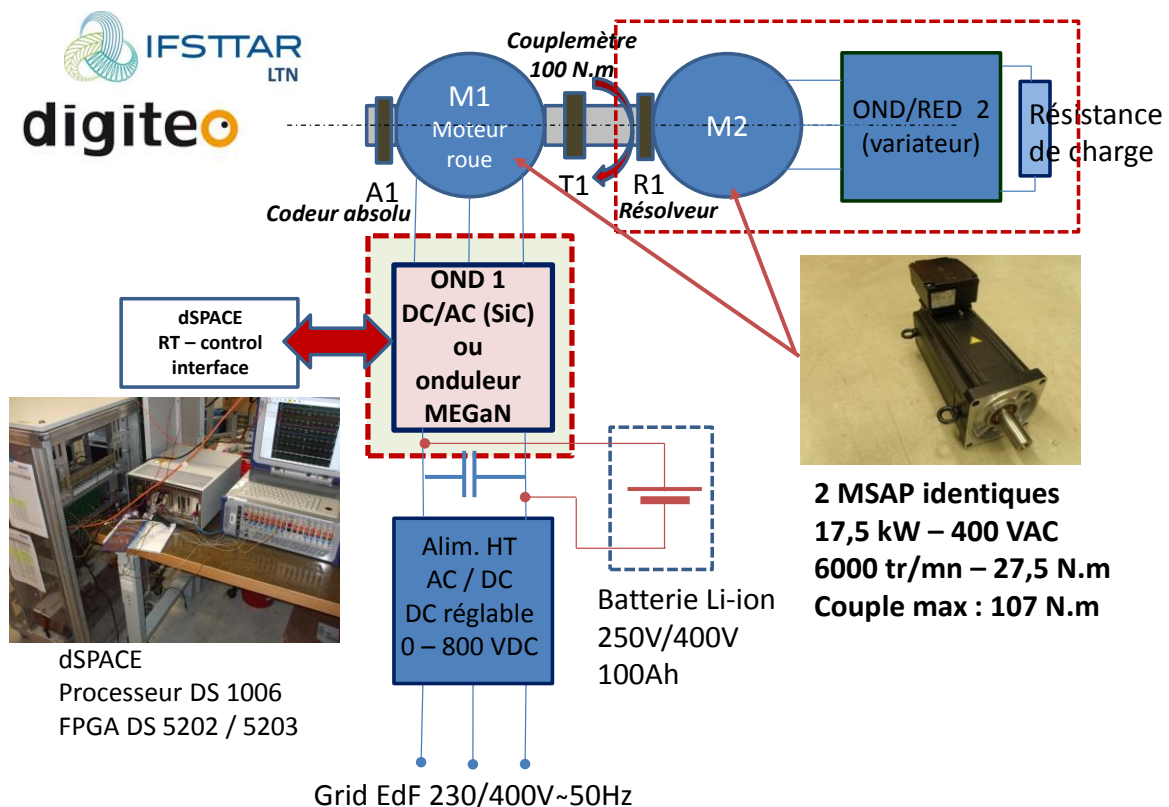 IFSTTAR
LTN
digiteo
Couplemètre
100 N.m
M1
Moteur
roue
M2
OND/RED 2
(variateur)
Résistance
de charge
A1
Codeur absolu
T1
R1
Résolveur
OND 1
DC/AC (SiC)
ou
onduleur
MEGaN
dSPACE
RT – control
interface
Alim. HT
AC / DC
DC réglable
0 – 800 VDC
Batterie Li-ion
250V/400V
100Ah
2 MSAP identiques
17,5 kW – 400 VAC
6000 tr/mn – 27,5 N.m
Couple max : 107 N.m
dSPACE
Processeur DS 1006
FPGA DS 5202 / 5203
Grid EdF 230/400V~50Hz